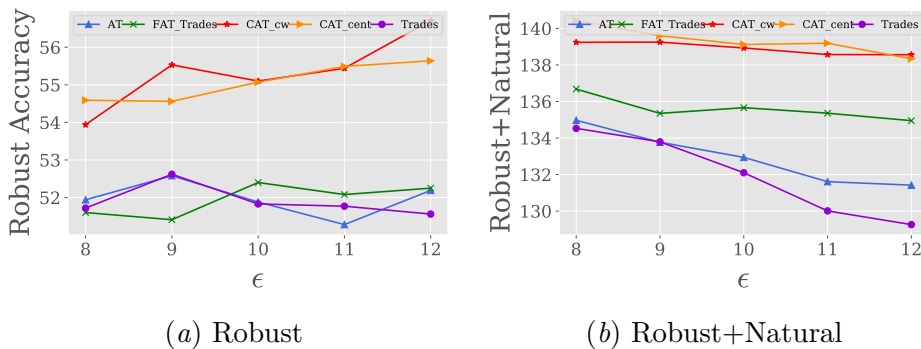 AT FAT_Trades CAT_cw CAT_cent Trades
Robust Accuracy
56
55
54
53
52
8 9 10 11 12
ϵ
(a) Robust
AT FAT_Trades CAT_cw CAT_cent Trades
Robust+Natural
140
138
136
134
132
130
8 9 10 11 12
ϵ
(b) Robust+Natural